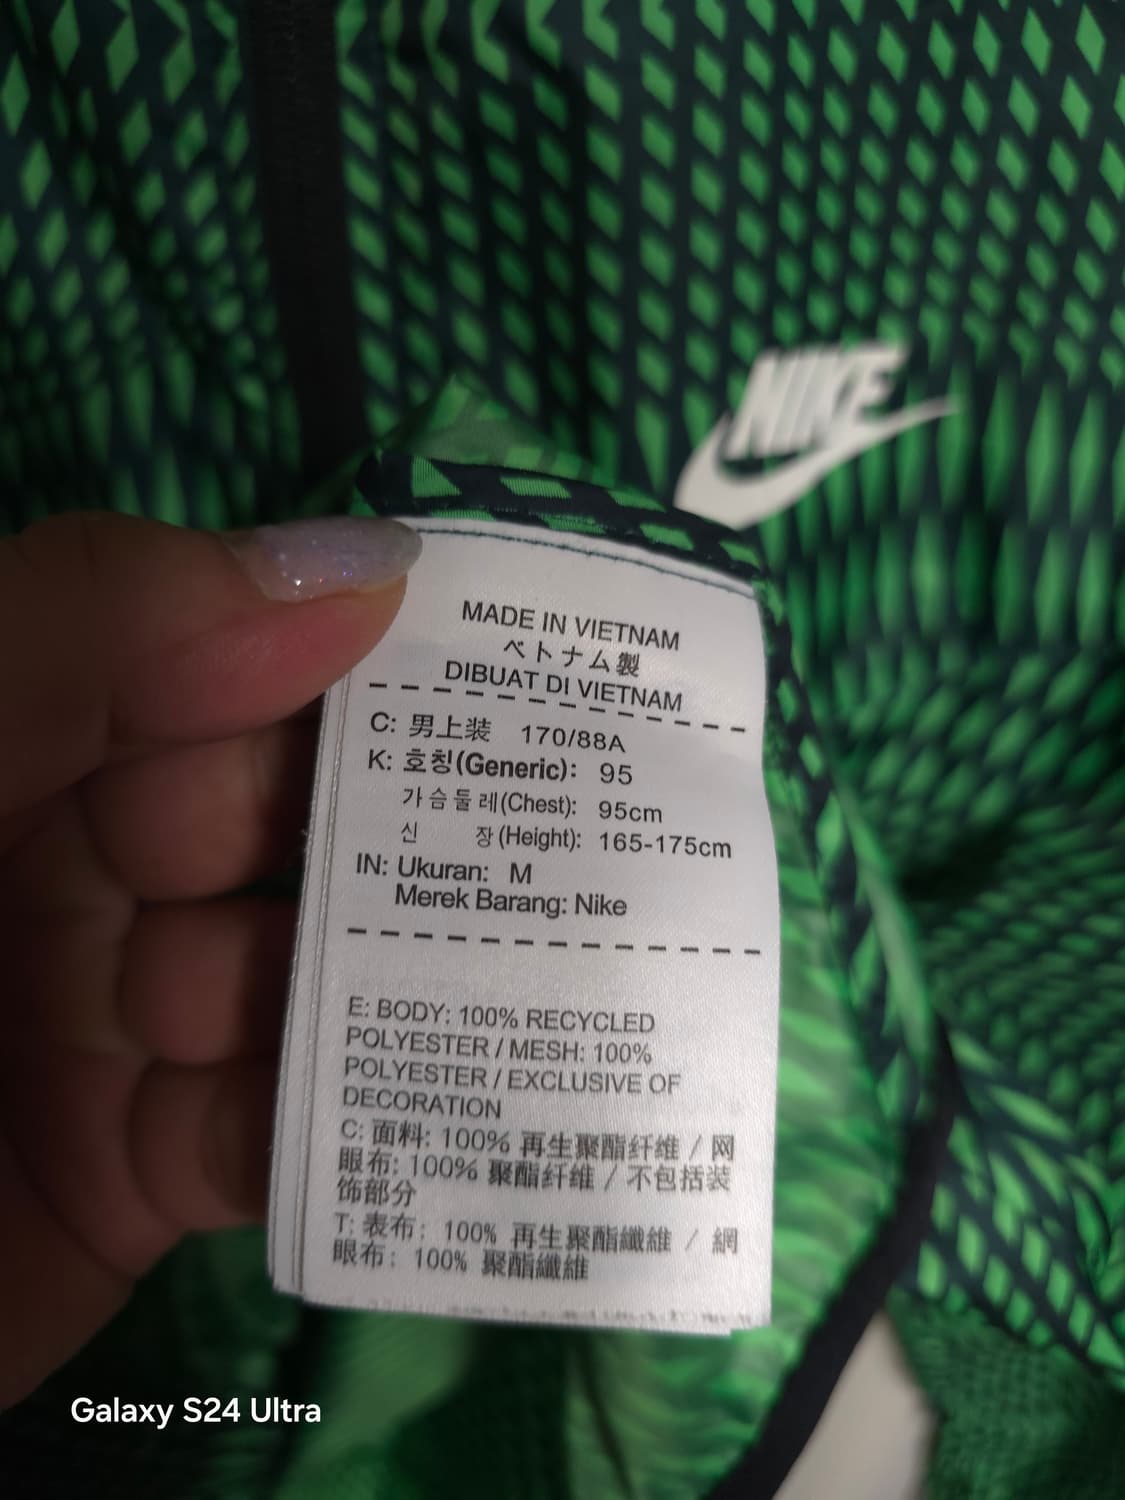 NIKE
MADE IN VIETNAM
ベトナム製
DIBUAT DI VIETNAM
C: 男上装 170/88A
K: 호칭(Generic): 95
가슴둘레(Chest): 95cm
신 장(Height): 165-175cm
IN: Ukuran: M
Merek Barang: Nike
E: BODY: 100% RECYCLED
POLYESTER / MESH: 100%
POLYESTER / EXCLUSIVE OF
DECORATION
C: 面料: 100% 再生聚酯纤维 / 网
眼布: 100% 聚酯纤维 / 不包括装
饰部分
T: 表布: 100% 再生聚酯纖維 / 網
眼布: 100% 聚酯纖維
Galaxy S24 Ultra